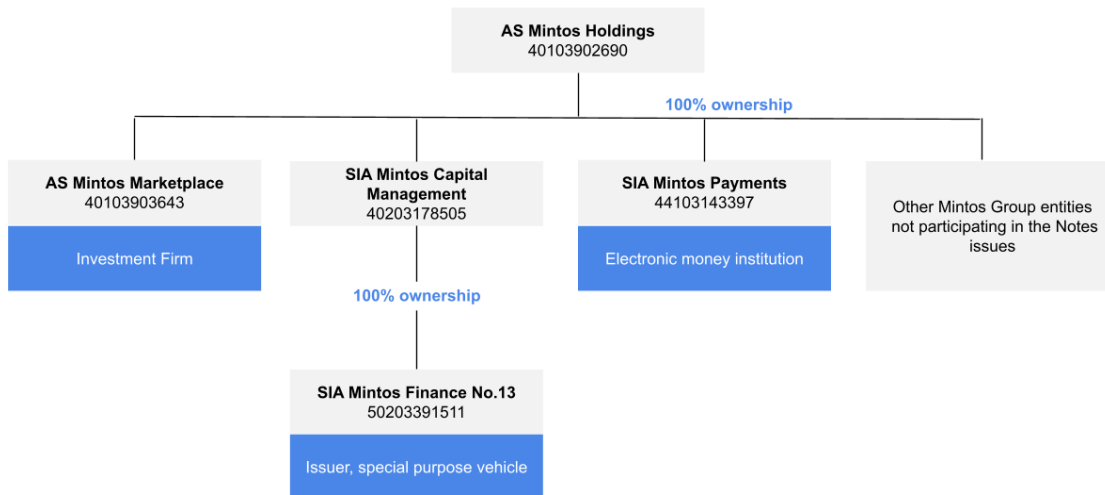 AS Mintos Holdings
40103902690
100% ownership
AS Mintos Marketplace
40103903643
Investment Firm
SIA Mintos Capital
Management
40203178505
SIA Mintos Payments
44103143397
Electronic money institution
Other Mintos Group entities
not participating in the Notes
issues
100% ownership
SIA Mintos Finance No.13
50203391511
Issuer, special purpose vehicle